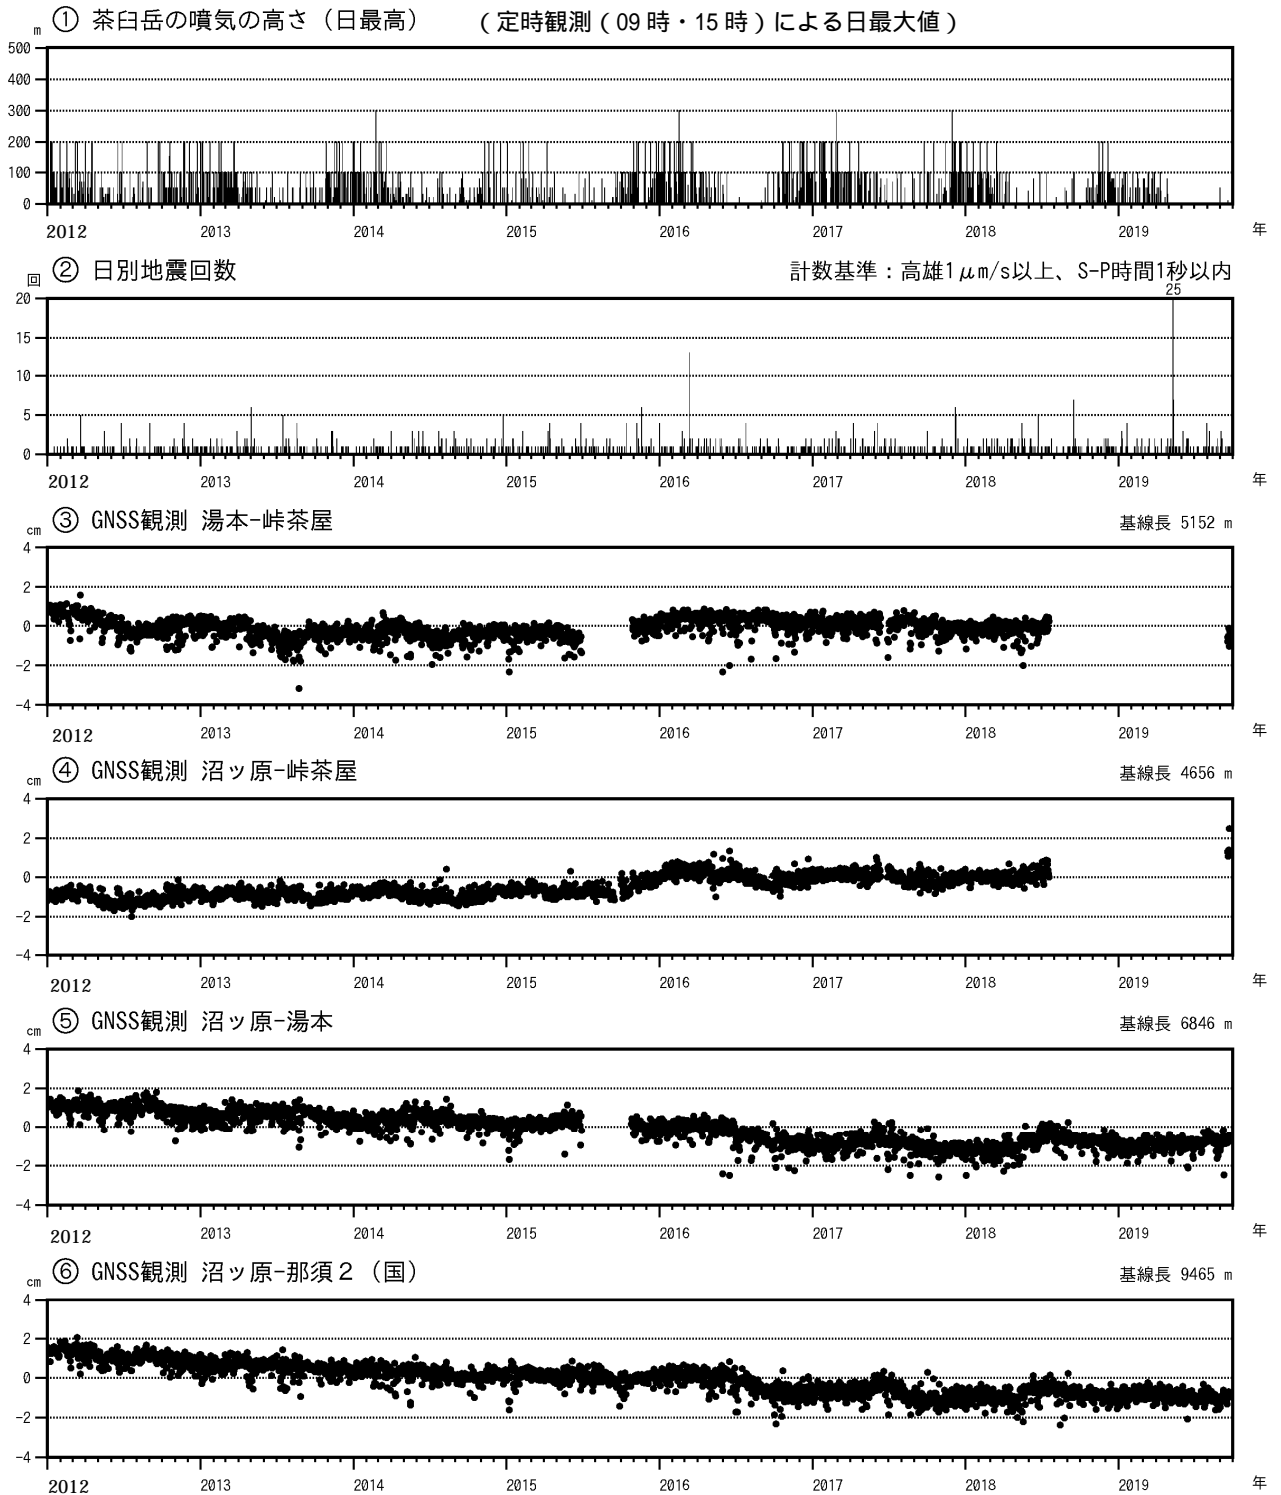 ① 茶臼岳の噴気の高さ（日最高） （定時観測（09 時・15 時）による日最大値）
m
500
400
300
200
100
0
2012 2013 2014 2015 2016 2017 2018 2019 年
② 日別地震回数 計数基準：高雄1μm/s以上、S-P時間1秒以内
回
25
20
15
10
5
0
2012 2013 2014 2015 2016 2017 2018 2019 年
③ GNSS観測 湯本-峠茶屋 基線長 5152 m
cm
4
2
0
-2
-4
2012 2013 2014 2015 2016 2017 2018 2019 年
④ GNSS観測 沼ッ原-峠茶屋 基線長 4656 m
cm
4
2
0
-2
-4
2012 2013 2014 2015 2016 2017 2018 2019 年
⑤ GNSS観測 沼ッ原-湯本 基線長 6846 m
cm
4
2
0
-2
-4
2012 2013 2014 2015 2016 2017 2018 2019 年
⑥ GNSS観測 沼ッ原-那須２（国） 基線長 9465 m
cm
4
2
0
-2
-4
2012 2013 2014 2015 2016 2017 2018 2019 年